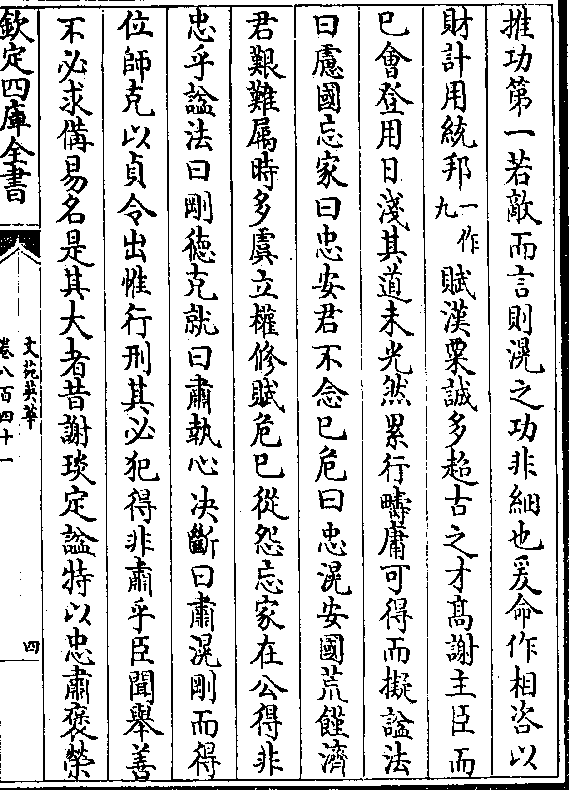 推功第一若敵而言則滉之功非細也爰命作相咨以
財計用統邦一作九賦漢粟誠多超古之才髙謝主臣而
巳會登用日淺其道未光然累行疇庸可得而擬諡法
曰慮國忘家曰忠安君不念巳危曰忠滉安國荒饉濟
君艱難屬時多虞立權修賦危巳從怨忘家在公得非
忠乎諡法曰剛徳克就曰肅執心决斷曰肅滉剛而得
位師克以貞令出惟行刑其必犯得非肅乎臣聞舉善
不必求備易名是其大者昔謝琰定諡特以忠肅褒榮
欽定四庫全書
文苑英華
卷八百四十一
四